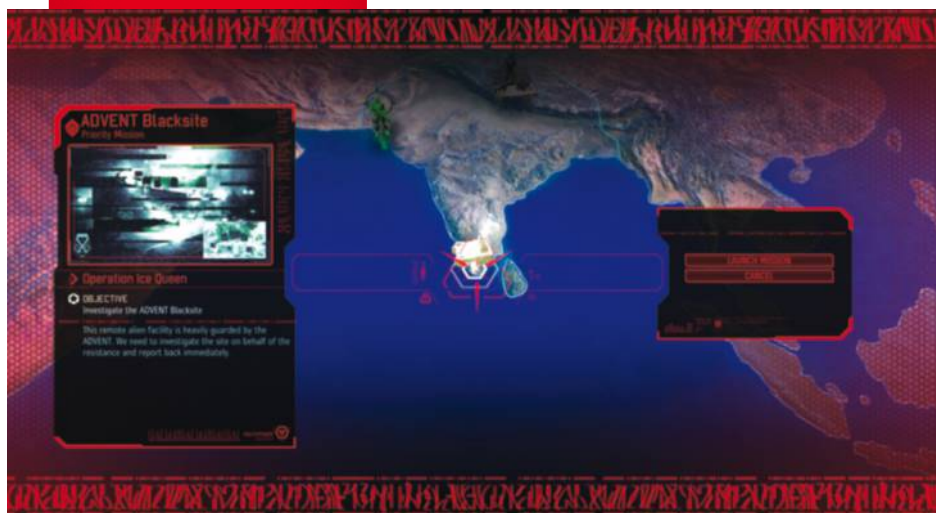 ADVENT Blacksite
Priority Mission
Operation Ice Queen
OBJECTIVE
Investigate the ADVENT Blacksite
This remote alien facility is heavily guarded by the
ADVENT. We need to investigate the site on behalf of the
resistance and report back immediately.
LAUNCH MISSION
CANCEL